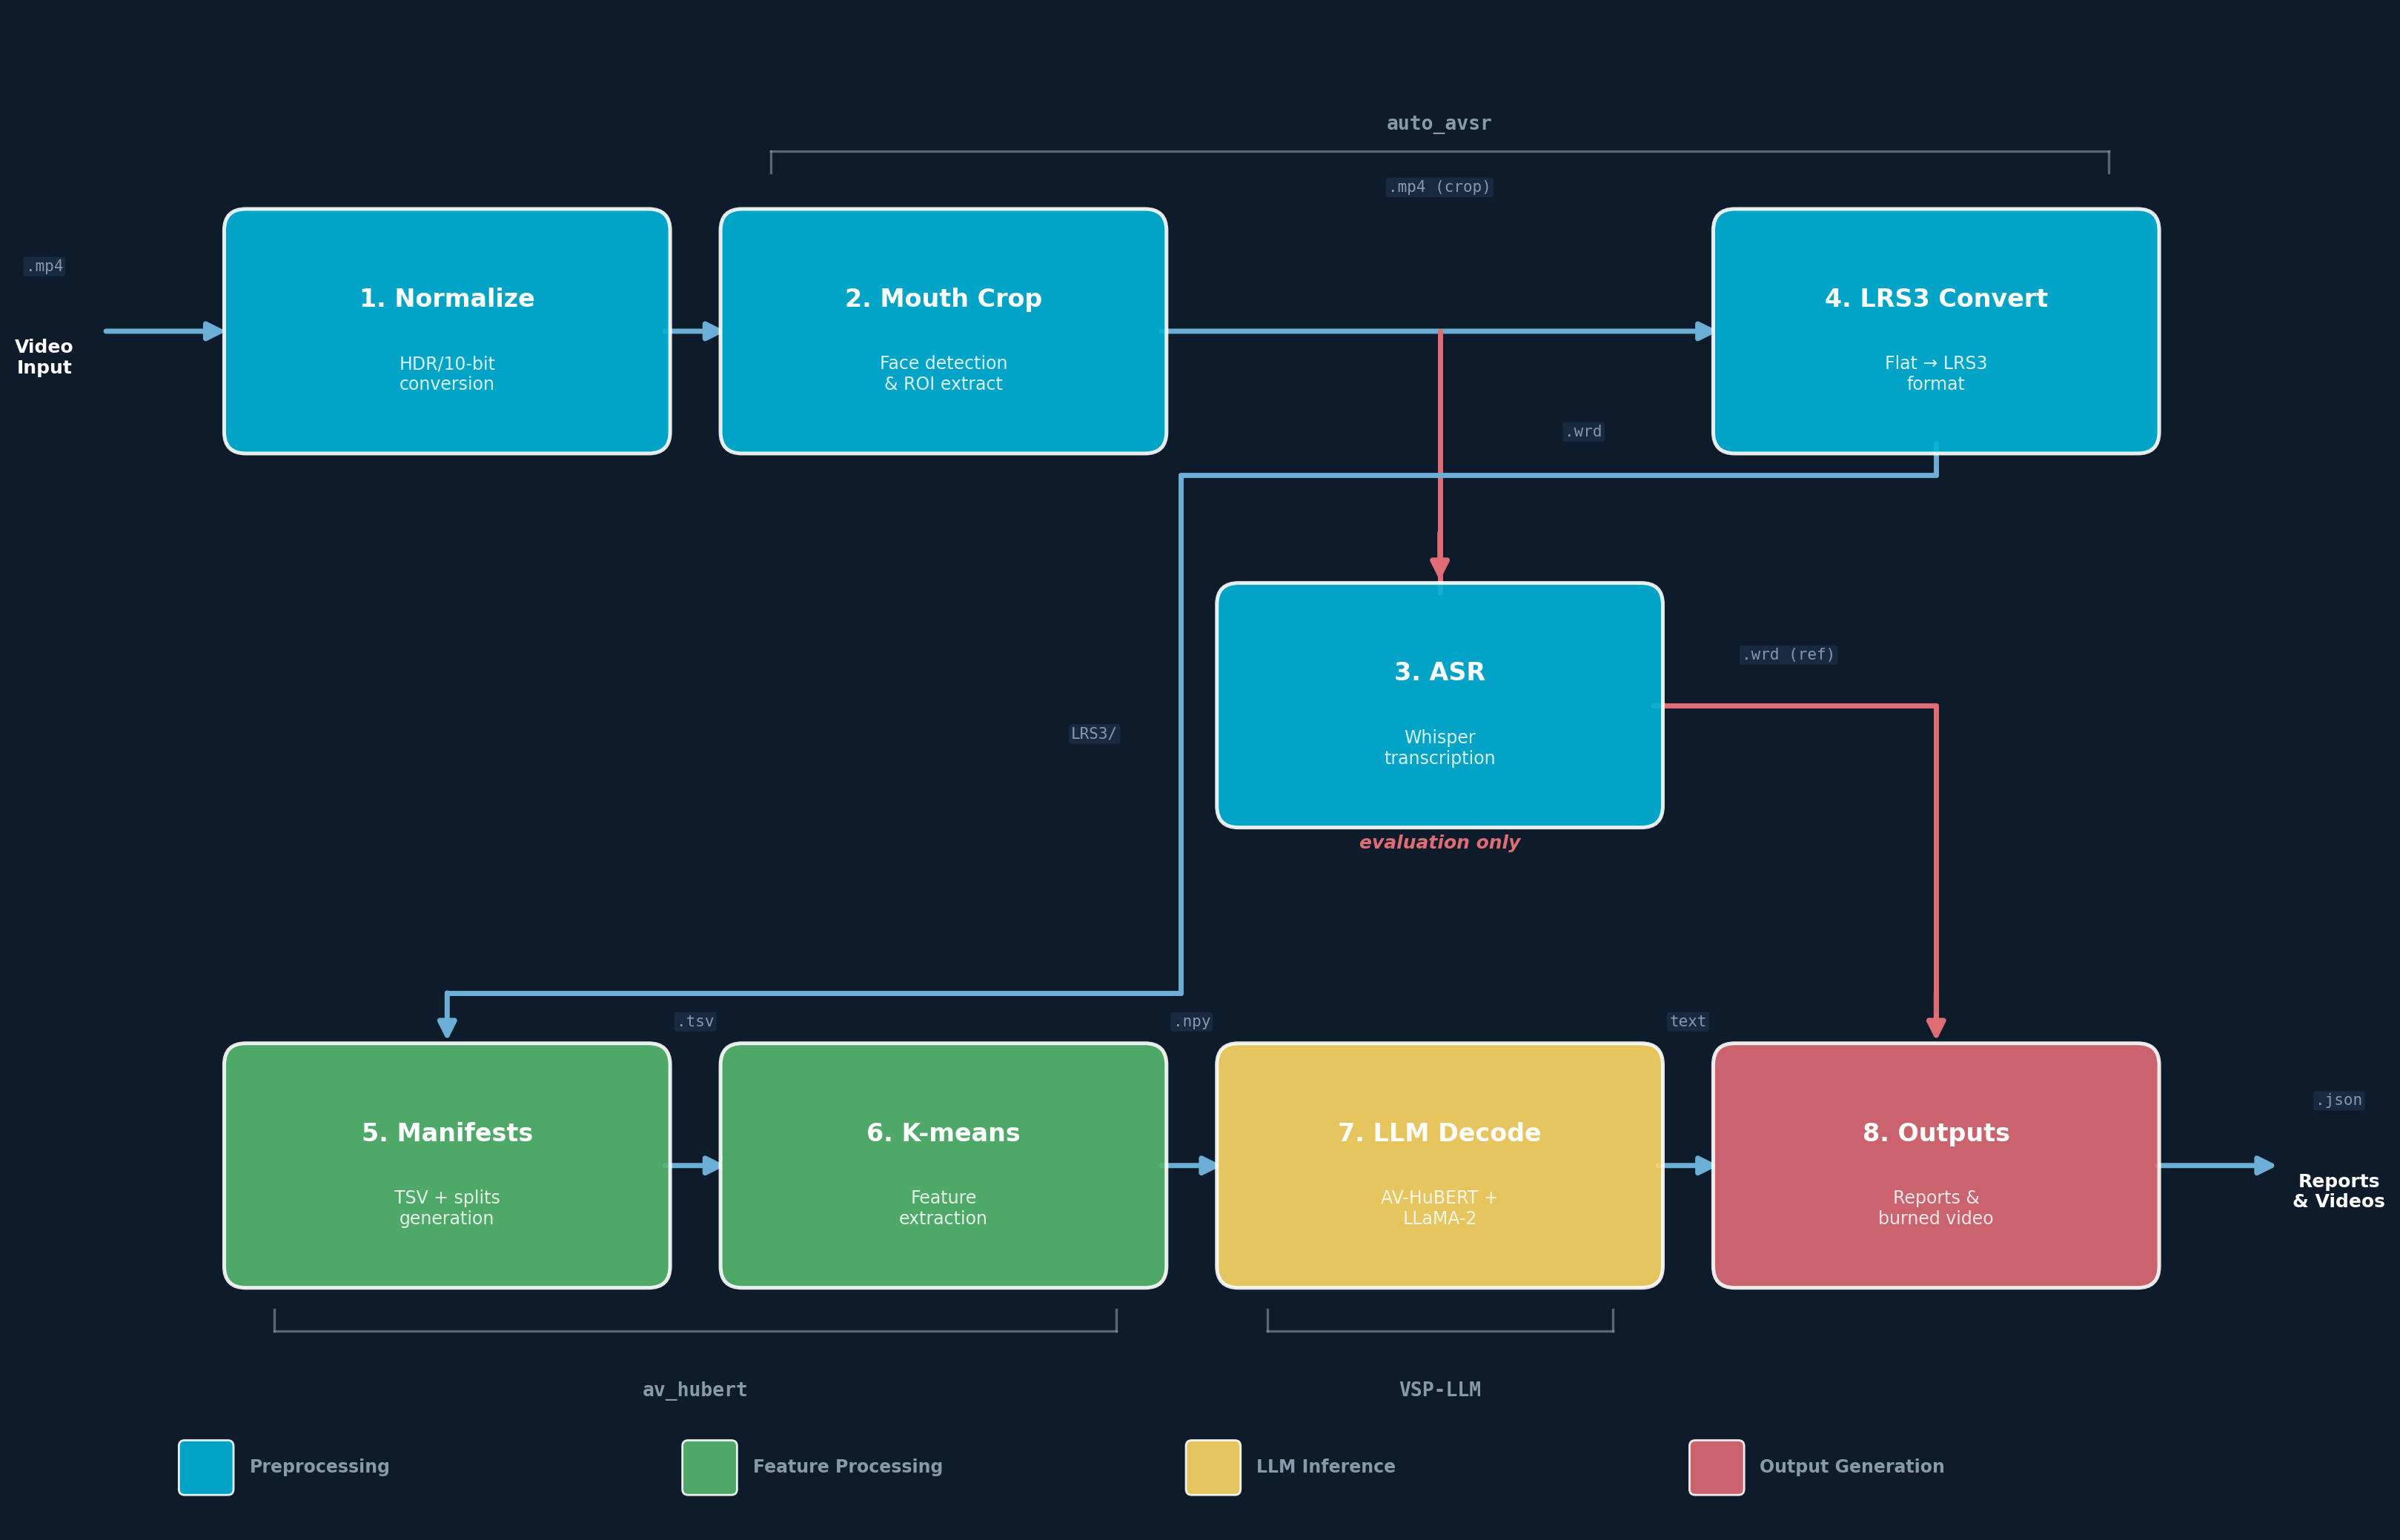 auto_avsr
.mp4 (crop)
.mp4
Video
Input
1. Normalize
HDR/10-bit
conversion
2. Mouth Crop
Face detection
& ROI extract
4. LRS3 Convert
Flat → LRS3
format
.wrd
3. ASR
Whisper
transcription
evaluation only
.wrd (ref)
LRS3/
.tsv
.npy
text
5. Manifests
TSV + splits
generation
6. K-means
Feature
extraction
7. LLM Decode
AV-HuBERT +
LLaMA-2
8. Outputs
Reports &
burned video
.json
Reports
& Videos
av_hubert
VSP-LLM
Preprocessing
Feature Processing
LLM Inference
Output Generation